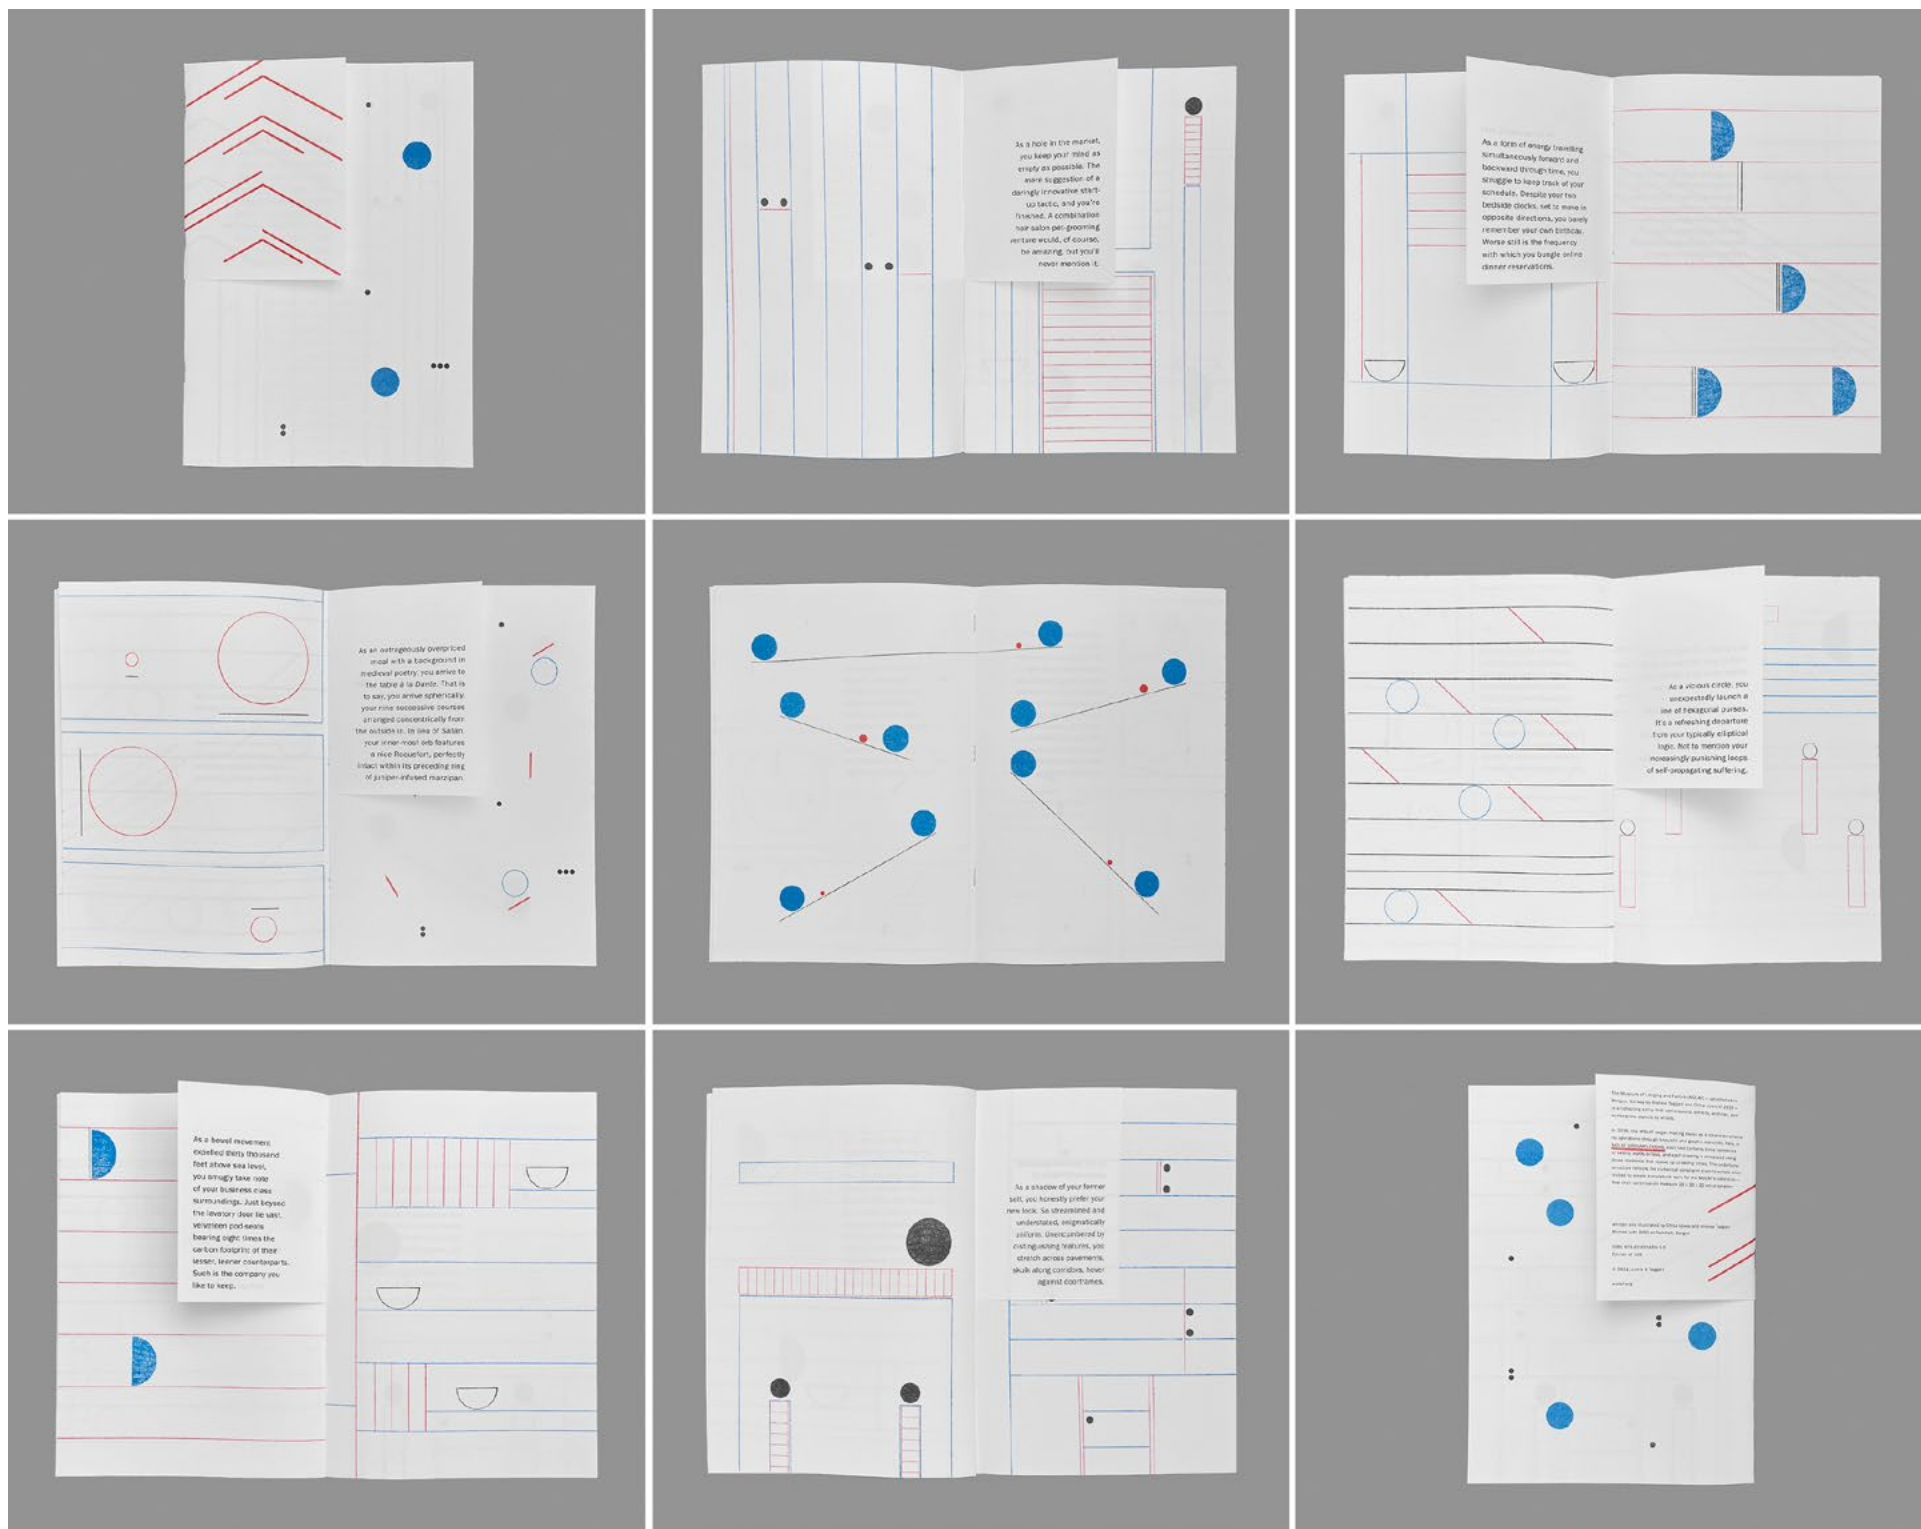 As a hole in the market,
you keep your mind as
empty as possible. The
mere suggestion of a
daringly innovative start-
up tactic, and you're
finished. A combination
hair-salon pet-grooming
venture would, of course,
be amazing, but you'll
never mention it.
As a form of energy travelling
simultaneously forward and
backward through time, you
struggle to keep track of your
schedule. Despite your two
bedside clocks, set to move in
opposite directions, you barely
remember your own birthday.
Worse still is the frequency
with which you bungle online
dinner reservations.
As an outrageously overpriced
meal with a background in
medieval poetry, you arrive to
the table à la Dante. That is
to say, you arrive spherically,
your nine successive courses
arranged concentrically from
the outside in. In lieu of Satan,
your inner-most orb features
a nice Roquefort, perfectly
intact within its preceding ring
of juniper-infused marzipan.
As a vicious circle, you
unexpectedly launch a
line of hexagonal purses.
It's a refreshing departure
from your typically elliptical
logic. Not to mention your
increasingly punishing loops
of self-propagating suffering.
As a bowel movement
expelled thirty thousand
feet above sea level,
you smugly take note
of your business class
surroundings. Just beyond
the lavatory door lie vast,
velveteen pod-seats
bearing eight times the
carbon footprint of their
lesser, leaner counterparts.
Such is the company you
like to keep.
As a shadow of your former
self, you honestly prefer your
new look. So streamlined and
understated, enigmatically
uniform. Unencumbered by
distinguishing features, you
stretch across pavements,
skulk along corridors, hover
against doorframes.